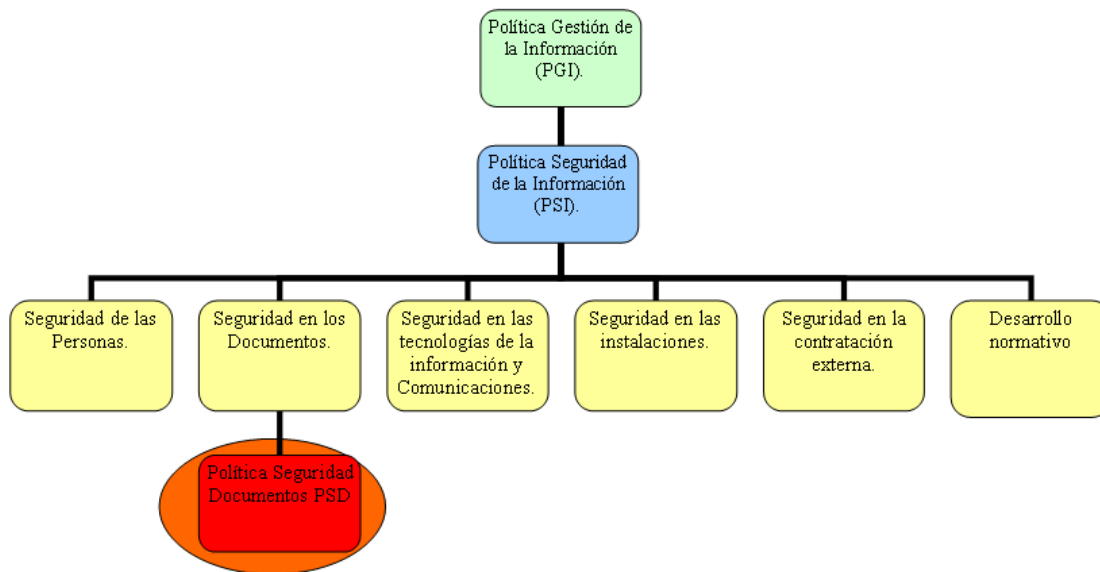 Política Gestión de
la Información
(PGI).
Política Seguridad
de la Información
(PSI).
Seguridad de las
Personas.
Seguridad en los
Documentos.
Seguridad en las
tecnologías de la
información y
Comunicaciones.
Seguridad en las
instalaciones.
Seguridad en la
contratación
externa.
Desarrollo
normativo
Política Seguridad
Documentos PSD